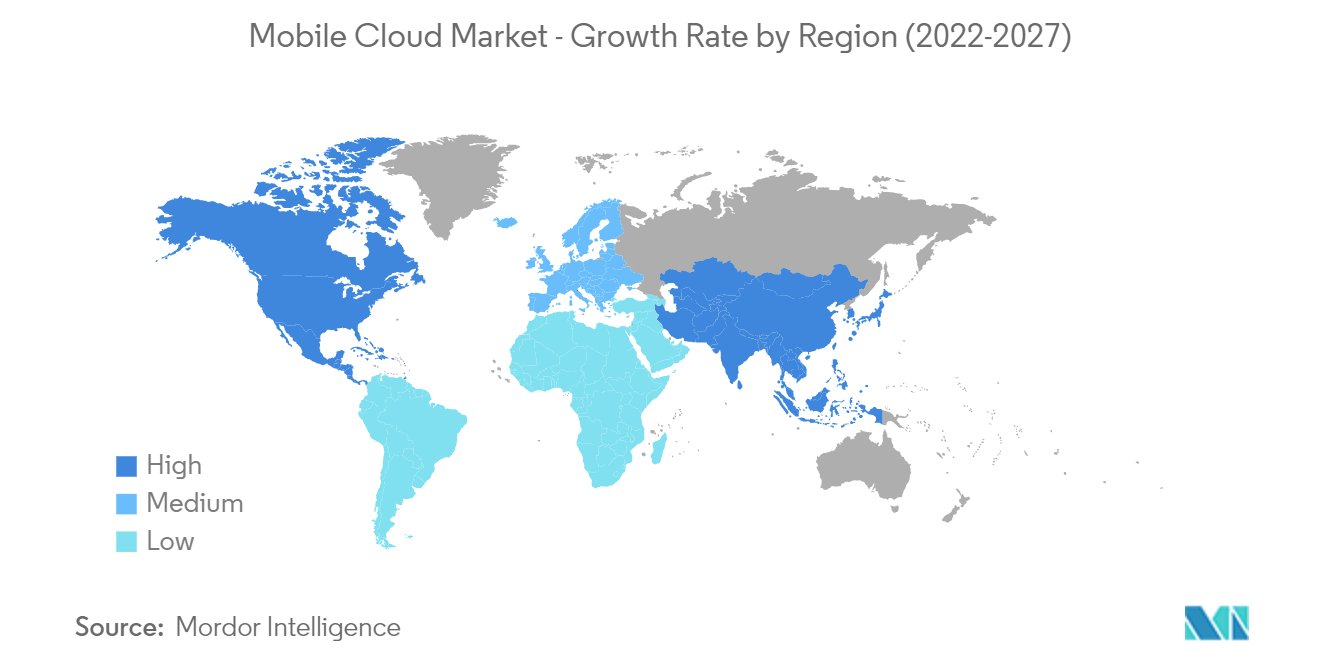 Mobile Cloud Market - Growth Rate by Region (2022-2027)
High
Medium
Low
Source: Mordor Intelligence